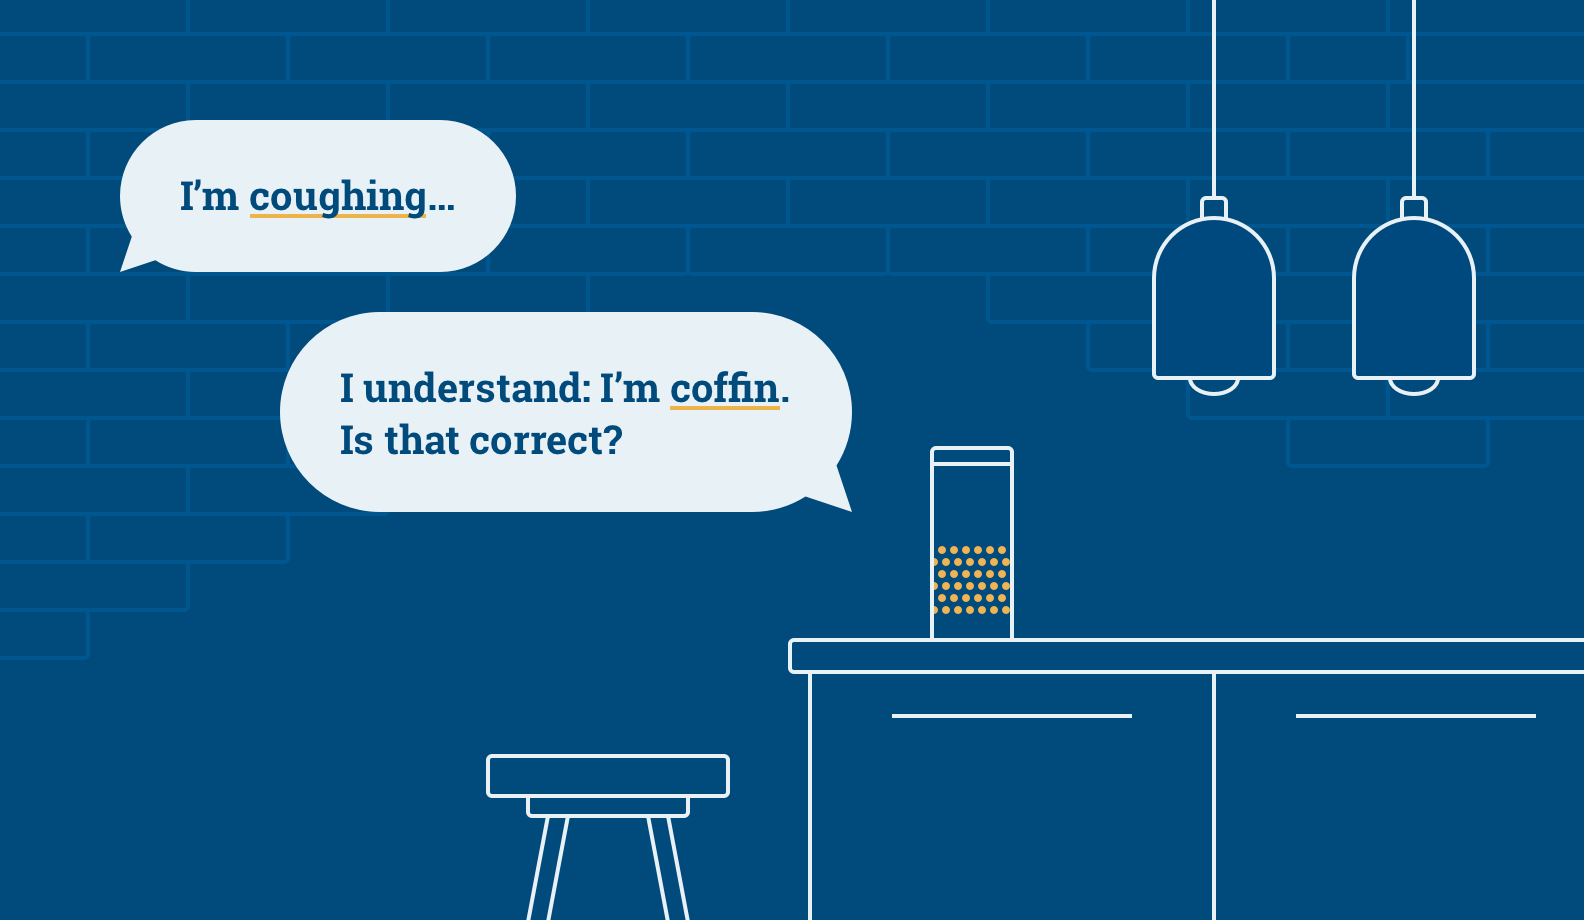 I’m coughing...
I understand: I’m coffin.
Is that correct?